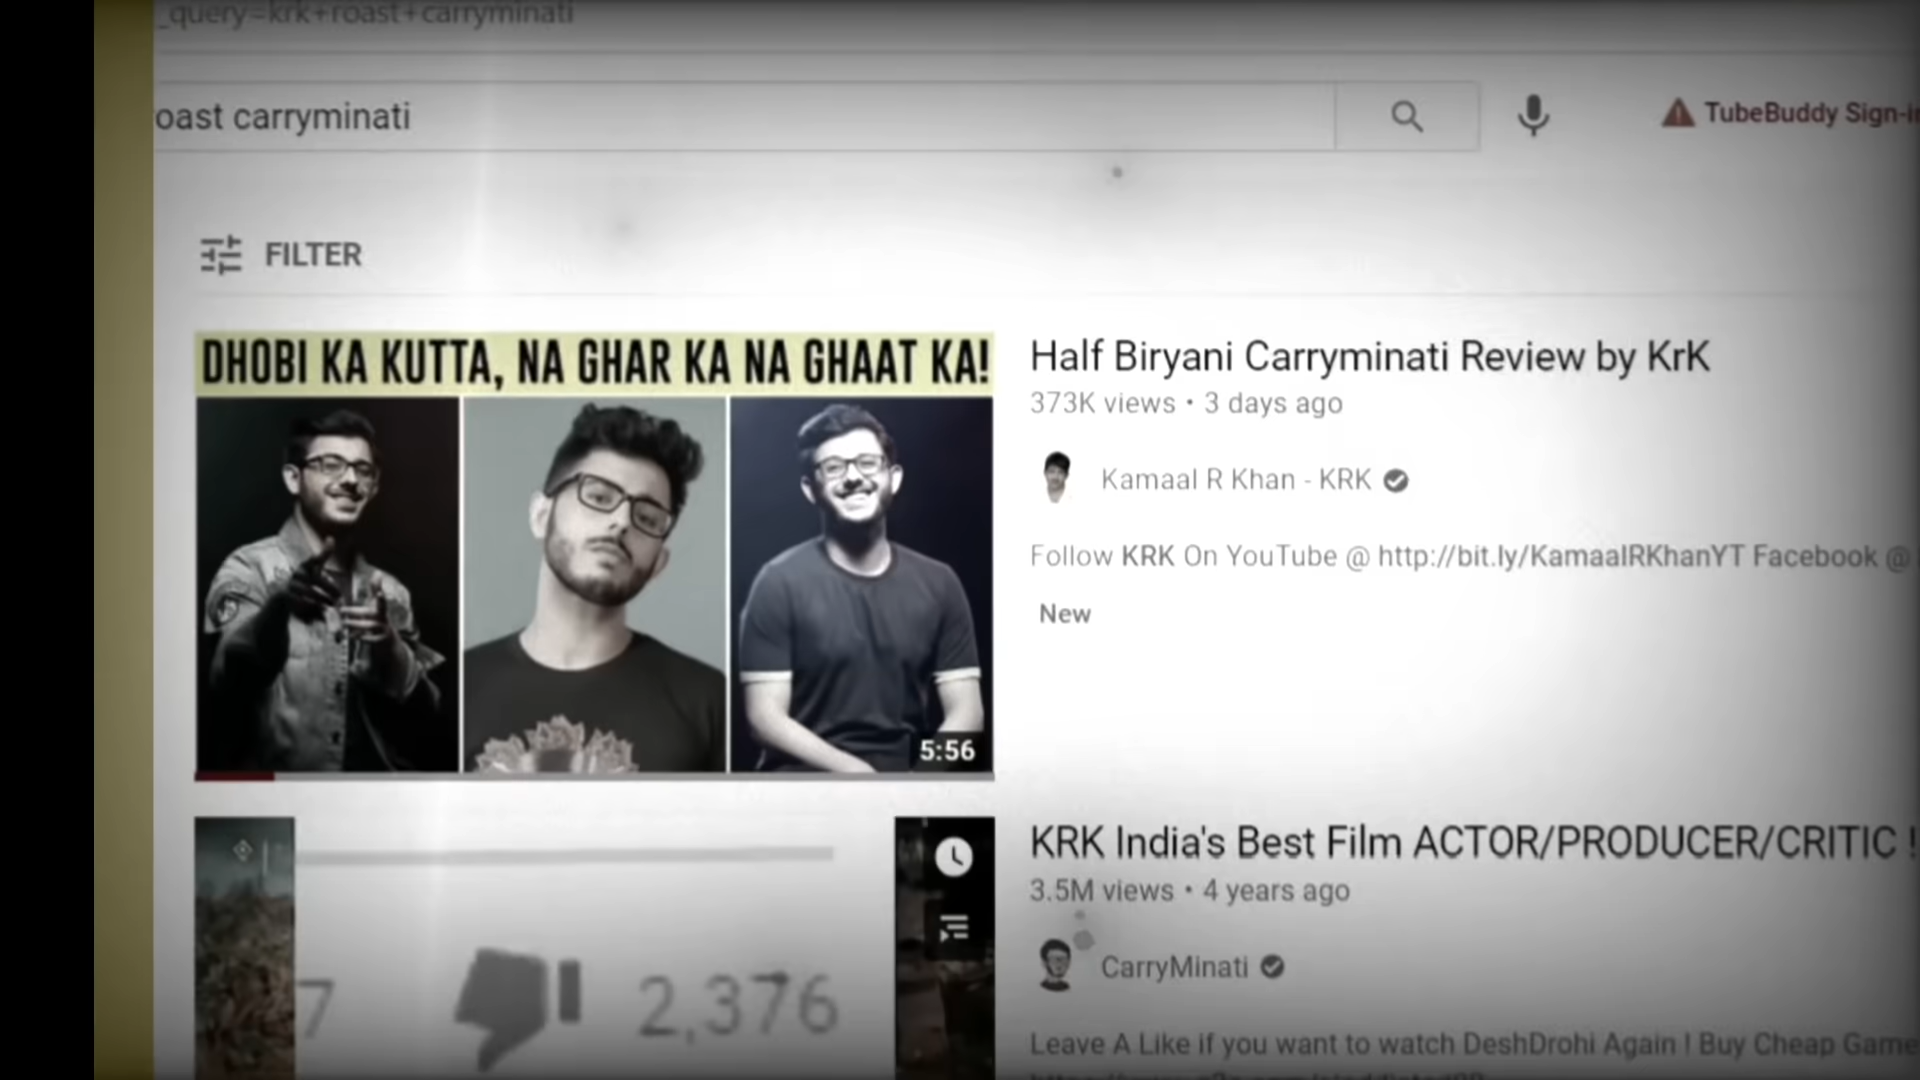 _query=krk+roast+carryminati
oast carryminati
TubeBuddy Sign-i
FILTER
DHOBI KA KUTTA, NA GHAR KA NA GHAAT KA!
5:56
Half Biryani Carryminati Review by KrK
373K views • 3 days ago
Kamaal R Khan - KRK
Follow KRK On YouTube @ http://bit.ly/KamaalRKhanYT Facebook @
New
7
2,376
KRK India's Best Film ACTOR/PRODUCER/CRITIC !
3.5M views • 4 years ago
CarryMinati
Leave A Like if you want to watch DeshDrohi Again ! Buy Cheap Game